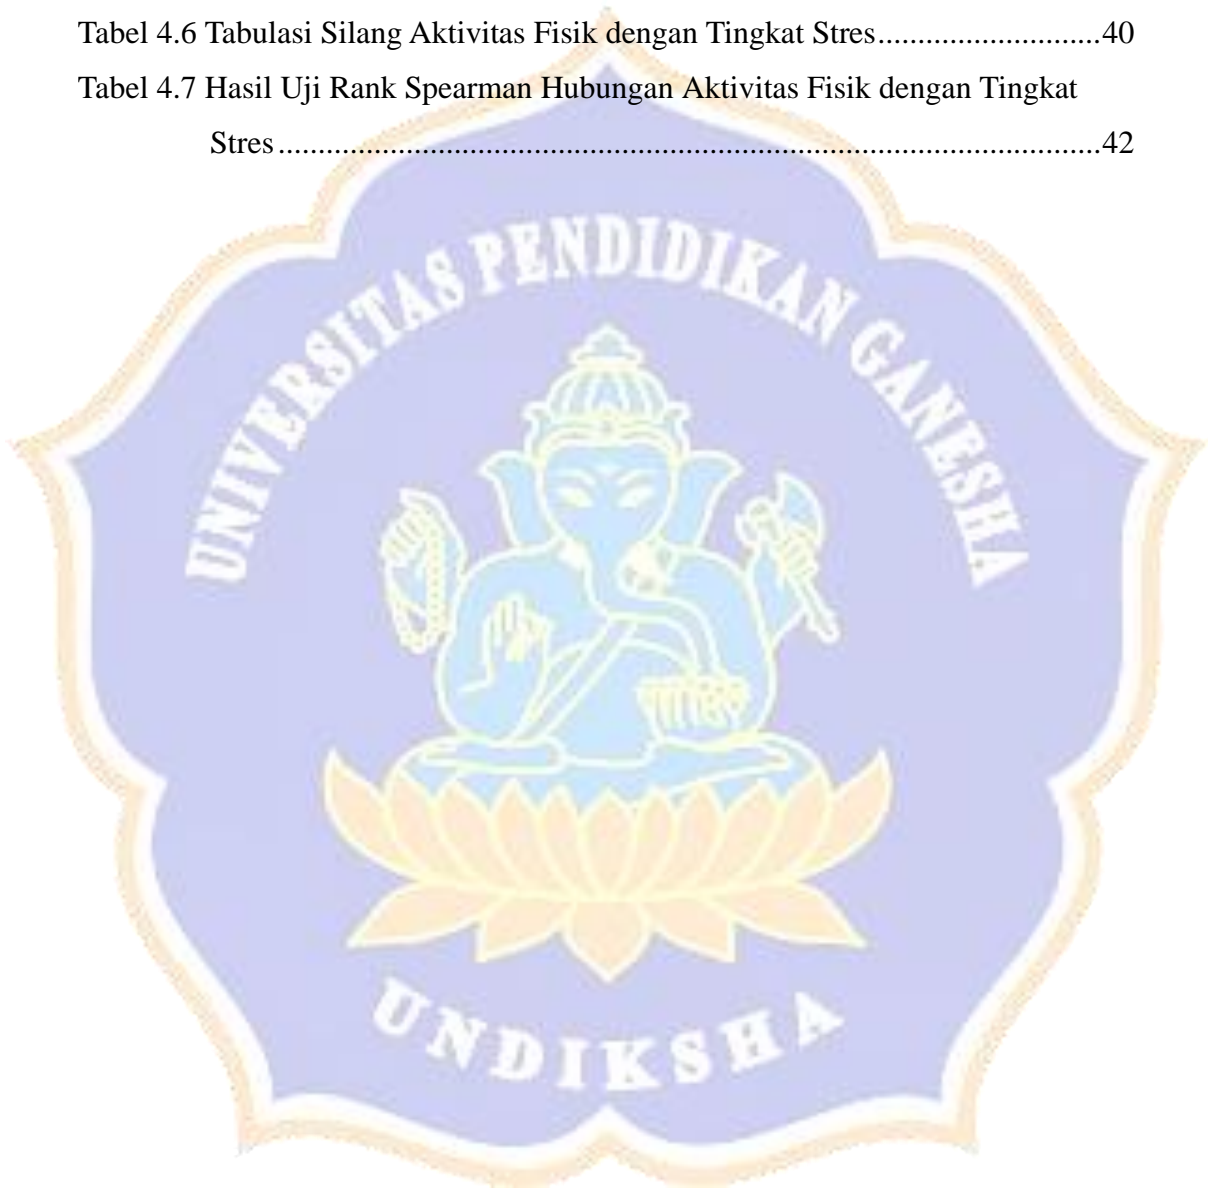 Tabel 4.6 Tabulasi Silang Aktivitas Fisik dengan Tingkat Stres............................40
Tabel 4.7 Hasil Uji Rank Spearman Hubungan Aktivitas Fisik dengan Tingkat
Stres.......................................................................................................42
UNIVERSITAS PENDIDIKAN GANESHA
UNDIKSHA